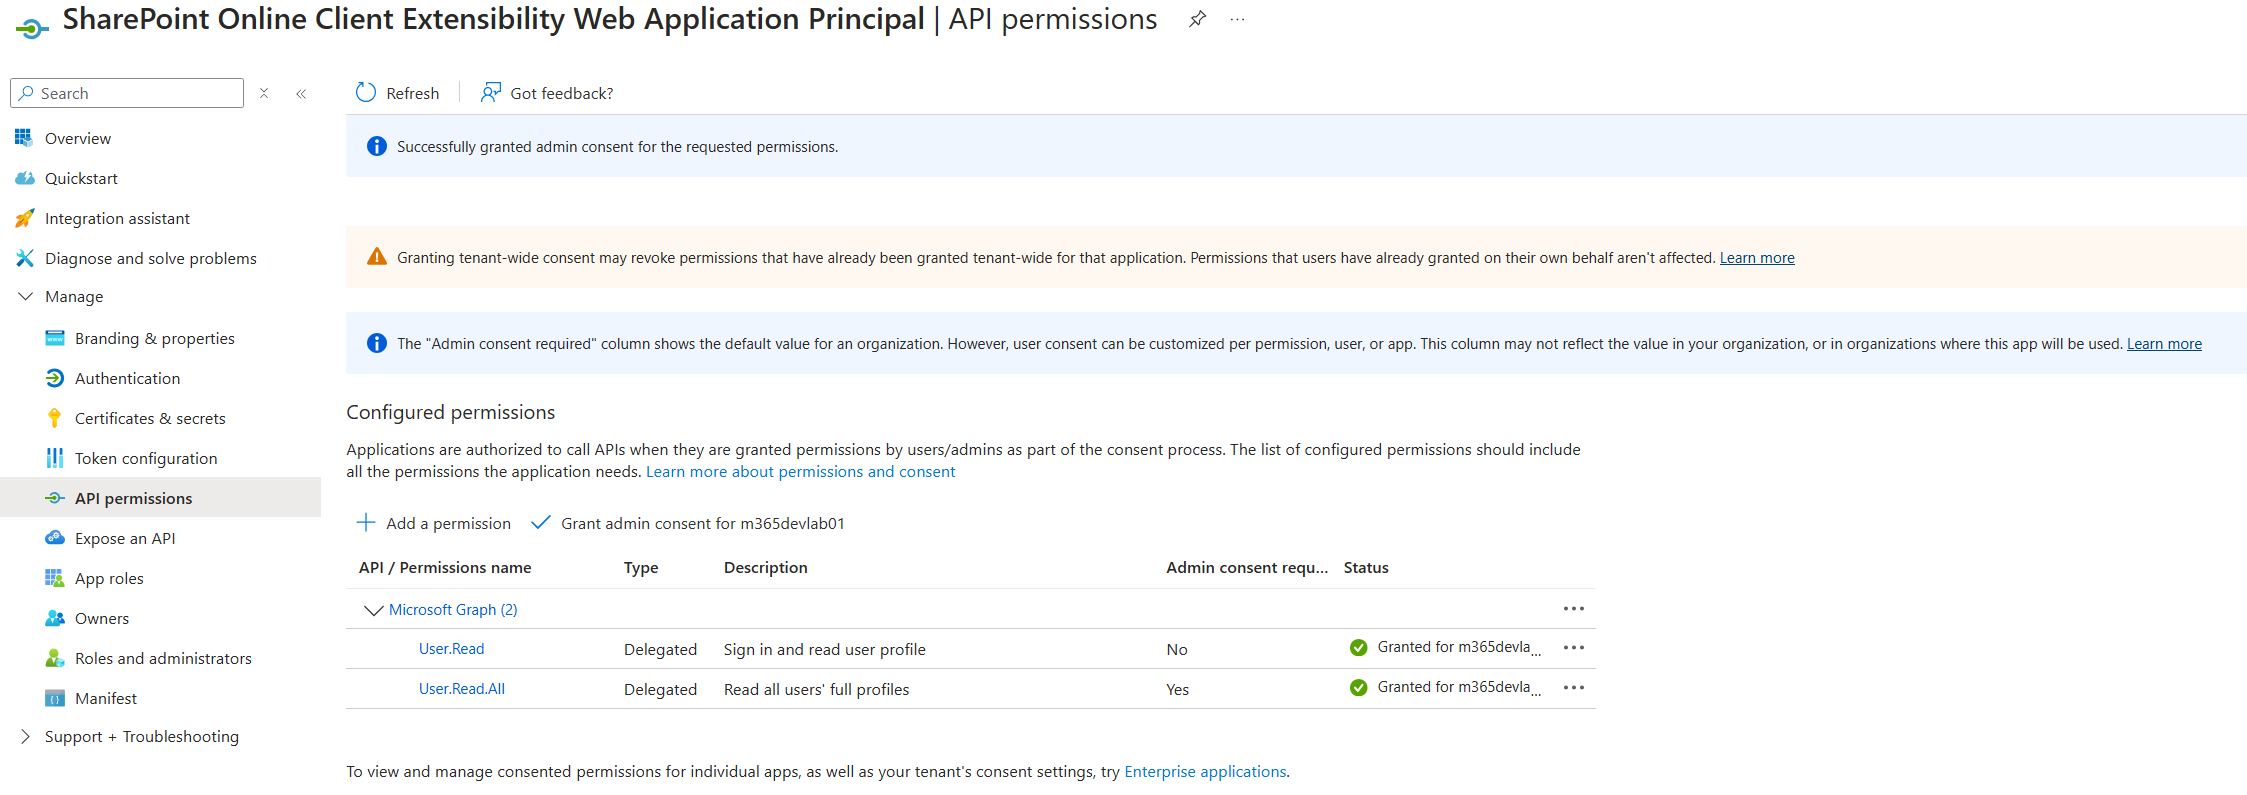 SharePoint Online Client Extensibility Web Application Principal | API permissions
Search
Refresh
Got feedback?
Overview
Quickstart
Integration assistant
Diagnose and solve problems
Manage
Branding & properties
Authentication
Certificates & secrets
Token configuration
API permissions
Expose an API
App roles
Owners
Roles and administrators
Manifest
Support + Troubleshooting
Successfully granted admin consent for the requested permissions.
Granting tenant-wide consent may revoke permissions that have already been granted tenant-wide for that application. Permissions that users have already granted on their own behalf aren't affected. Learn more
The "Admin consent required" column shows the default value for an organization. However, user consent can be customized per permission, user, or app. This column may not reflect the value in your organization, or in organizations where this app will be used. Learn more
Configured permissions
Applications are authorized to call APIs when they are granted permissions by users/admins as part of the consent process. The list of configured permissions should include
all the permissions the application needs. Learn more about permissions and consent
Add a permission
Grant admin consent for m365devlab01
API / Permissions name Type Description Admin consent requ... Status
Microsoft Graph (2)
User.Read Delegated Sign in and read user profile No Granted for m365devla...
User.Read.All Delegated Read all users' full profiles Yes Granted for m365devla...
To view and manage consented permissions for individual apps, as well as your tenant's consent settings, try Enterprise applications.